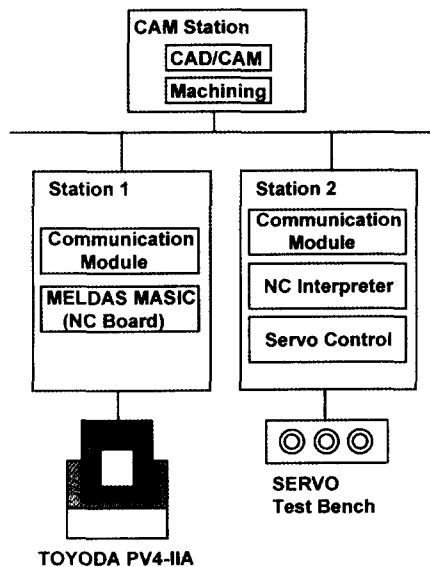 CAM Station
CAD/CAM
Machining
Station 1
Communication
Module
MELDAS MASIC
(NC Board)
TOYODA PV4-IIA
Station 2
Communication
Module
NC Interpreter
Servo Control
SERVO
Test Bench